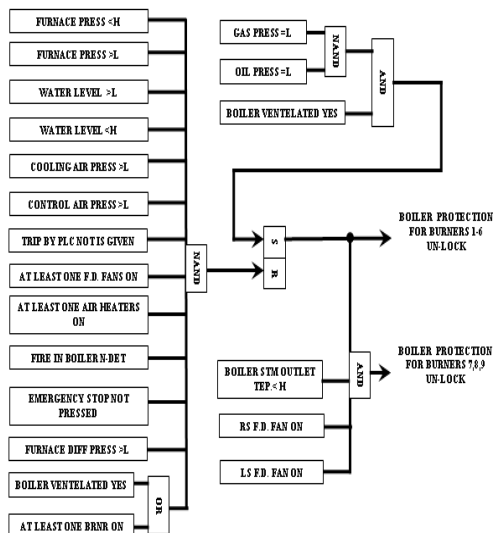 FURNACE PRESS <H
FURNACE PRESS >L
WATER LEVEL >L
WATER LEVEL <H
COOLING AIR PRESS >L
CONTROL AIR PRESS >L
TRIP BY PLC NOT IS GIVEN
AT LEAST ONE F.D. FANS ON
AT LEAST ONE AIR HEATERS
ON
FIRE IN BOILER N-DET
EMERGENCY STOP NOT
PRESSED
FURNACE DIFF PRESS >L
BOILER VENTELATED YES
AT LEAST ONE BRNR ON
OR
NAND
GAS PRESS =L
OIL PRESS =L
NAND
BOILER VENTELATED YES
AND
S
R
BOILER PROTECTION
FOR BURNERS 1-6
UN-LOCK
BOILER STM OUTLET
TEP.< H
RS F.D. FAN ON
LS F.D. FAN ON
AND
BOILER PROTECTION
FOR BURNERS 7,8,9
UN-LOCK